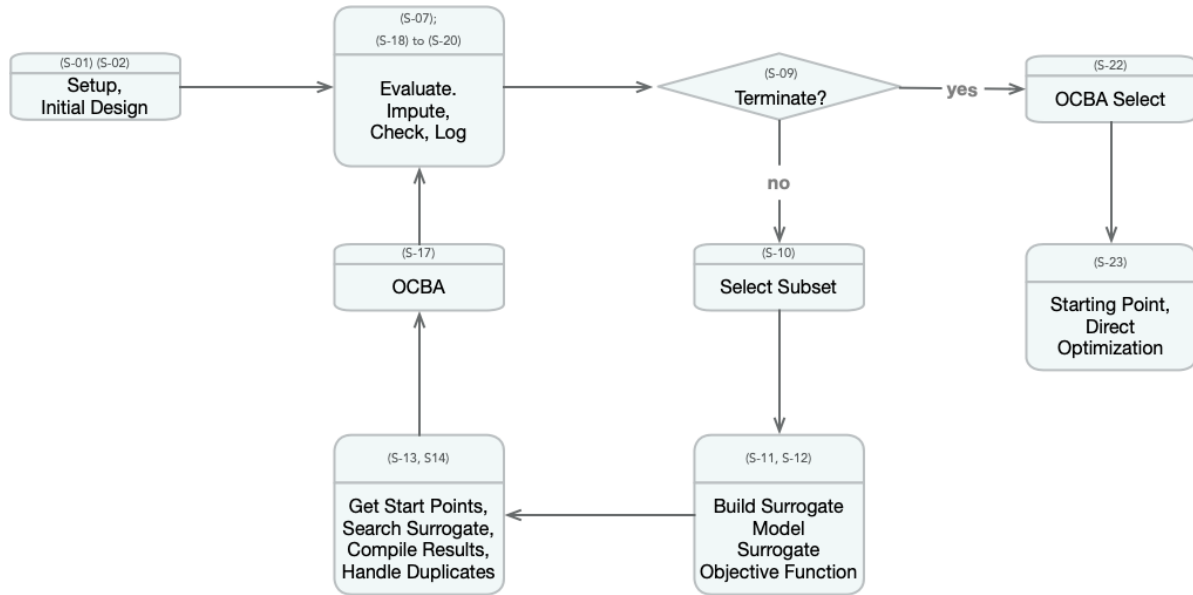 (S-01) (S-02)
Setup,
Initial Design
(S-07);
(S-18) to (S-20)
Evaluate.
Impute,
Check, Log
(S-09)
Terminate?
yes
(S-22)
OCBA Select
no
(S-17)
OCBA
(S-10)
Select Subset
(S-23)
Starting Point,
Direct
Optimization
(S-13, S14)
Get Start Points,
Search Surrogate,
Compile Results,
Handle Duplicates
(S-11, S-12)
Build Surrogate
Model
Surrogate
Objective Function